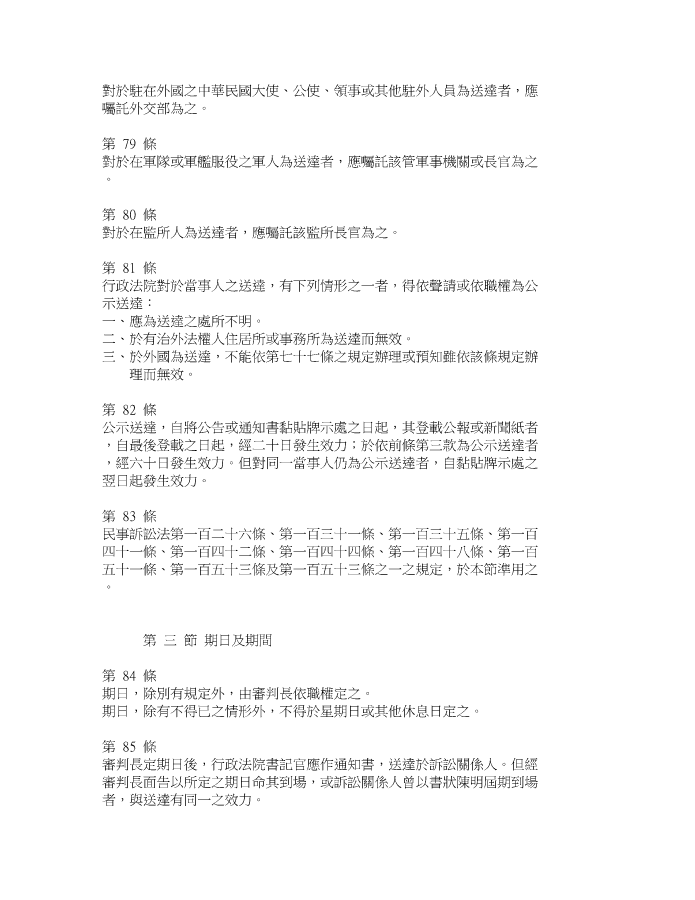 對於駐在外國之中華民國大使、公使、領事或其他駐外人員為送達者，應
囑託外交部為之。
第 79 條
對於在軍隊或軍艦服役之軍人為送達者，應囑託該管軍事機關或長官為之
。
第 80 條
對於在監所人為送達者，應囑託該監所長官為之。
第 81 條
行政法院對於當事人之送達，有下列情形之一者，得依聲請或依職權為公
示送達：
一、應為送達之處所不明。
二、於有治外法權人住居所或事務所為送達而無效。
三、於外國為送達，不能依第七十七條之規定辦理或預知雖依該條規定辦
理而無效。
第 82 條
公示送達，自將公告或通知書黏貼牌示處之日起，其登載公報或新聞紙者
，自最後登載之日起，經二十日發生效力；於依前條第三款為公示送達者
，經六十日發生效力。但對同一當事人仍為公示送達者，自黏貼牌示處之
翌日起發生效力。
第 83 條
民事訴訟法第一百二十六條、第一百三十一條、第一百三十五條、第一百
四十一條、第一百四十二條、第一百四十四條、第一百四十八條、第一百
五十一條、第一百五十三條及第一百五十三條之一之規定，於本節準用之
。
第 三 節 期日及期間
第 84 條
期日，除別有規定外，由審判長依職權定之。
期日，除有不得已之情形外，不得於星期日或其他休息日定之。
第 85 條
審判長定期日後，行政法院書記官應作通知書，送達於訴訟關係人。但經
審判長面告以所定之期日命其到場，或訴訟關係人曾以書狀陳明屆期到場
者，與送達有同一之效力。